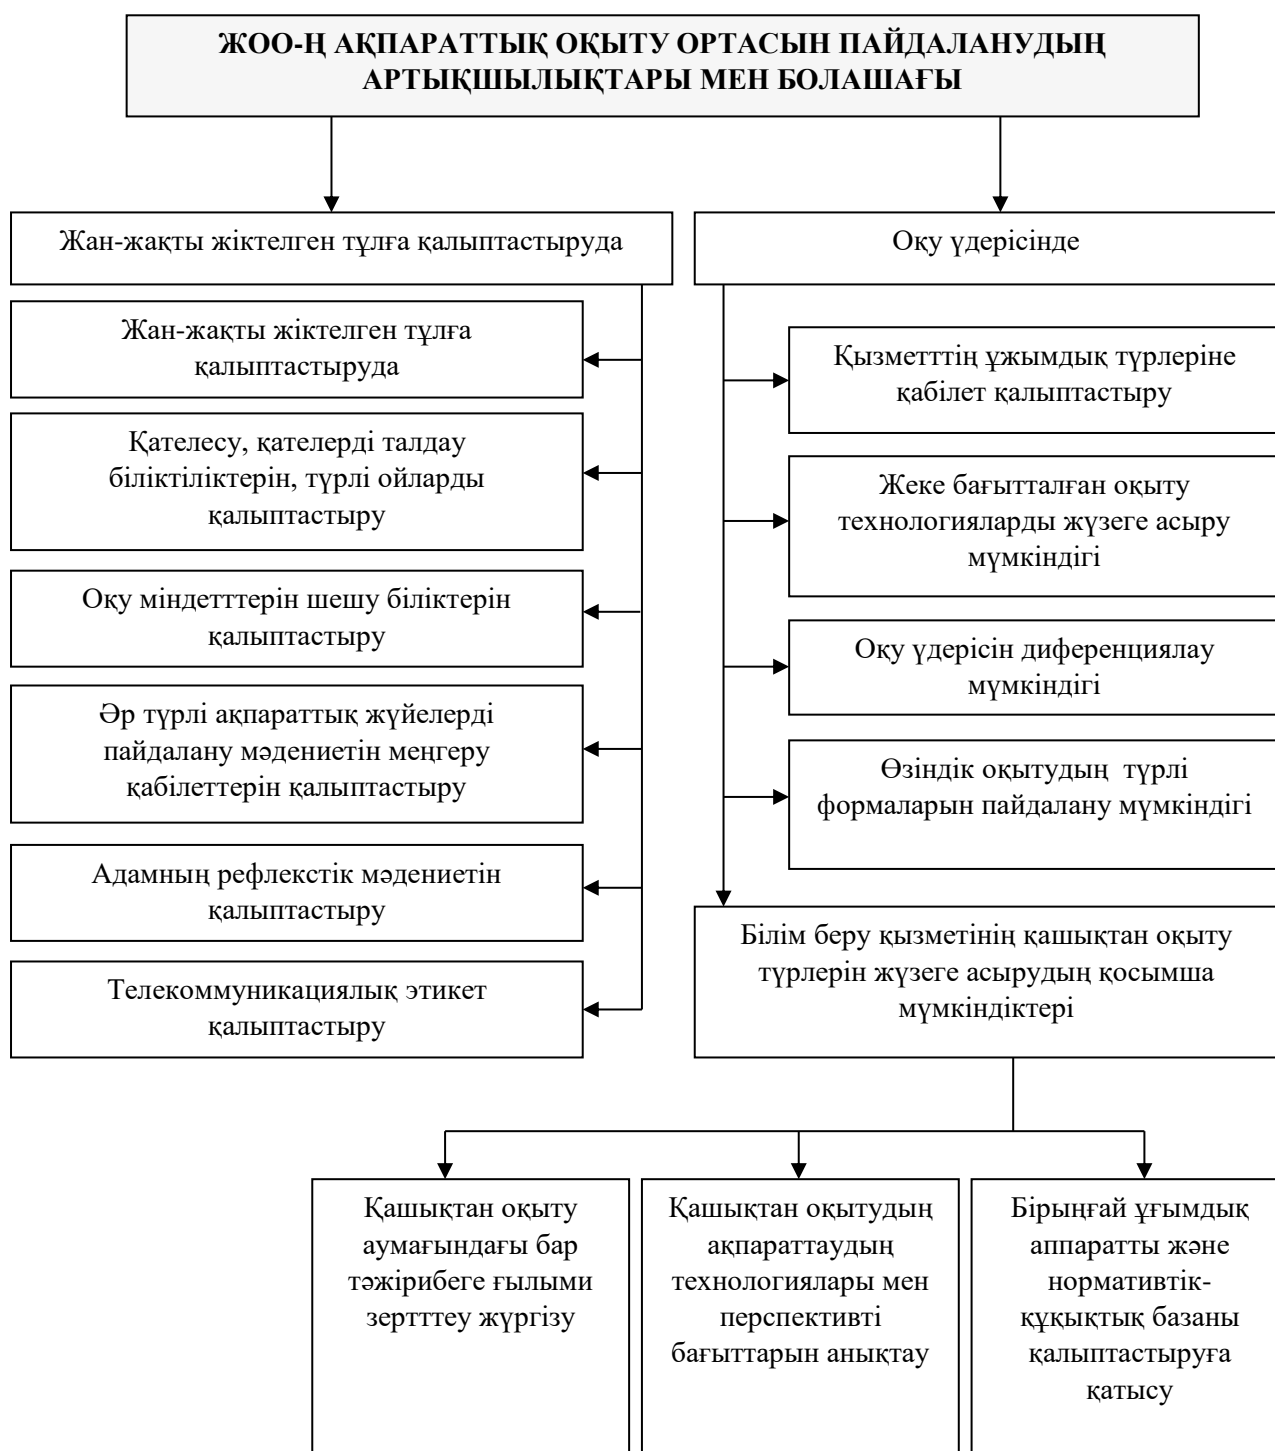 ЖОО-Ң АҚПАРАТТЫҚ ОҚЫТУ ОРТАСЫН ПАЙДАЛАНУДЫҢ
АРТЫҚШЫЛЫҚТАРЫ МЕН БОЛАШАҒЫ
Жан-жақты жіктелген тұлға қалыптастыруда
Жан-жақты жіктелген тұлға
қалыптастыруда
Қателесу, қателерді талдау
біліктіліктерін, түрлі ойларды
қалыптастыру
Оқу міндетттерін шешу біліктерін
қалыптастыру
Әр түрлі ақпараттық жүйелерді
пайдалану мәдениетін меңгеру
қабілеттерін қалыптастыру
Адамның рефлекстік мәдениетін
қалыптастыру
Телекоммуникациялық этикет
қалыптастыру
Оқу үдерісінде
Қызметттің ұжымдық түрлеріне
қабілет қалыптастыру
Жеке бағытталған оқыту
технологияларды жүзеге асыру
мүмкіндігі
Оқу үдерісін диференциялау
мүмкіндігі
Өзіндік оқытудың  түрлі
формаларын пайдалану мүмкіндігі
Білім беру қызметінің қашықтан оқыту
түрлерін жүзеге асырудың қосымша
мүмкіндіктері
Қашықтан оқыту
аумағындағы бар
тәжірибеге ғылыми
зертттеу жүргізу
Қашықтан оқытудың
ақпараттаудың
технологиялары мен
перспективті
бағыттарын анықтау
Бірыңғай ұғымдық
аппаратты және
нормативтік-
құқықтық базаны
қалыптастыруға
қатысу